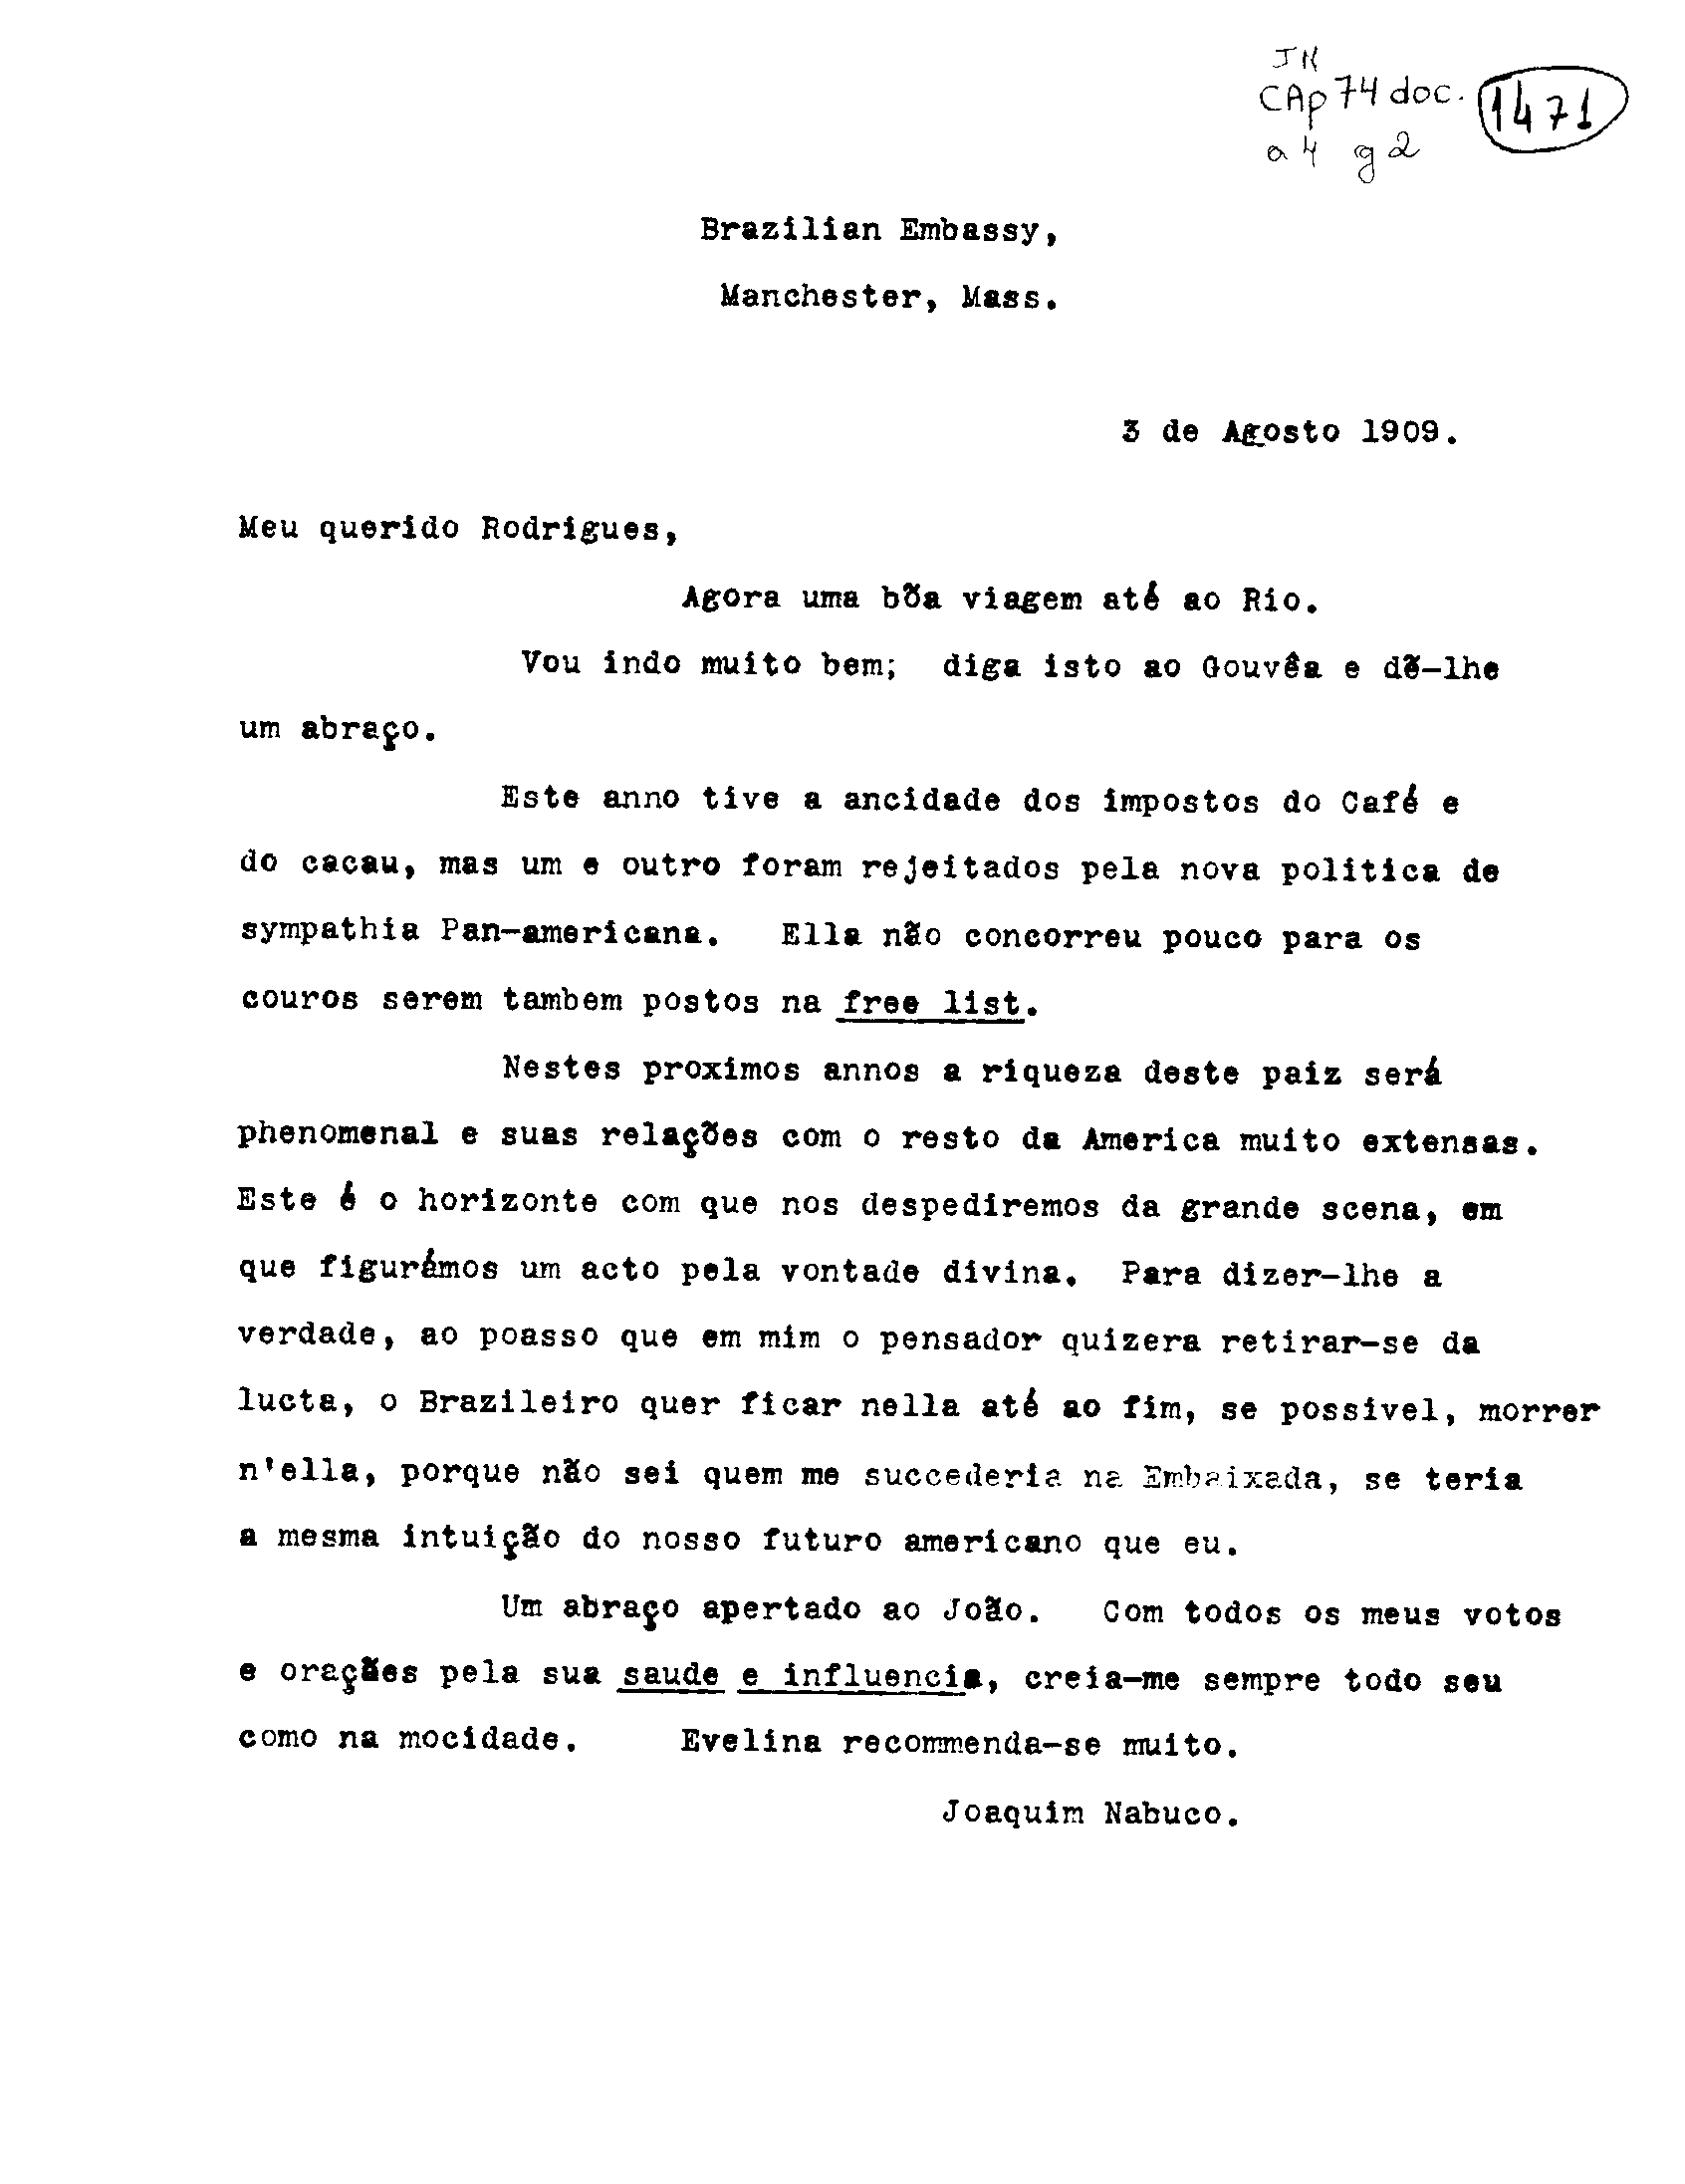 JN
CAp 74 doc. 1471
a 4 g 2
Brazilian Embassy,
Manchester, Mass.
3 de Agosto 1909.
Meu querido Rodrigues,
Agora uma bõa viagem até ao Rio.
Vou indo muito bem; diga isto ao Gouvêa e dẽ-lhe
um abraço.
Este anno tive a ancidade dos impostos do Café e
do cacau, mas um e outro foram rejeitados pela nova politica de
sympathia Pan-americana. Ella não concorreu pouco para os
couros serem tambem postos na free list.
Nestes proximos annos a riqueza deste paiz será
phenomenal e suas relações com o resto da America muito extensas.
Este é o horizonte com que nos despediremos da grande scena, em
que figurámos um acto pela vontade divina. Para dizer-lhe a
verdade, ao poasso que em mim o pensador quizera retirar-se da
lucta, o Brazileiro quer ficar nella até ao fim, se possivel, morrer
n'ella, porque não sei quem me succederia na Embaixada, se teria
a mesma intuição do nosso futuro americano que eu.
Um abraço apertado ao João. Com todos os meus votos
e orações pela sua saude e influencia, creia-me sempre todo seu
como na mocidade. Evelina recommenda-se muito.
Joaquim Nabuco.